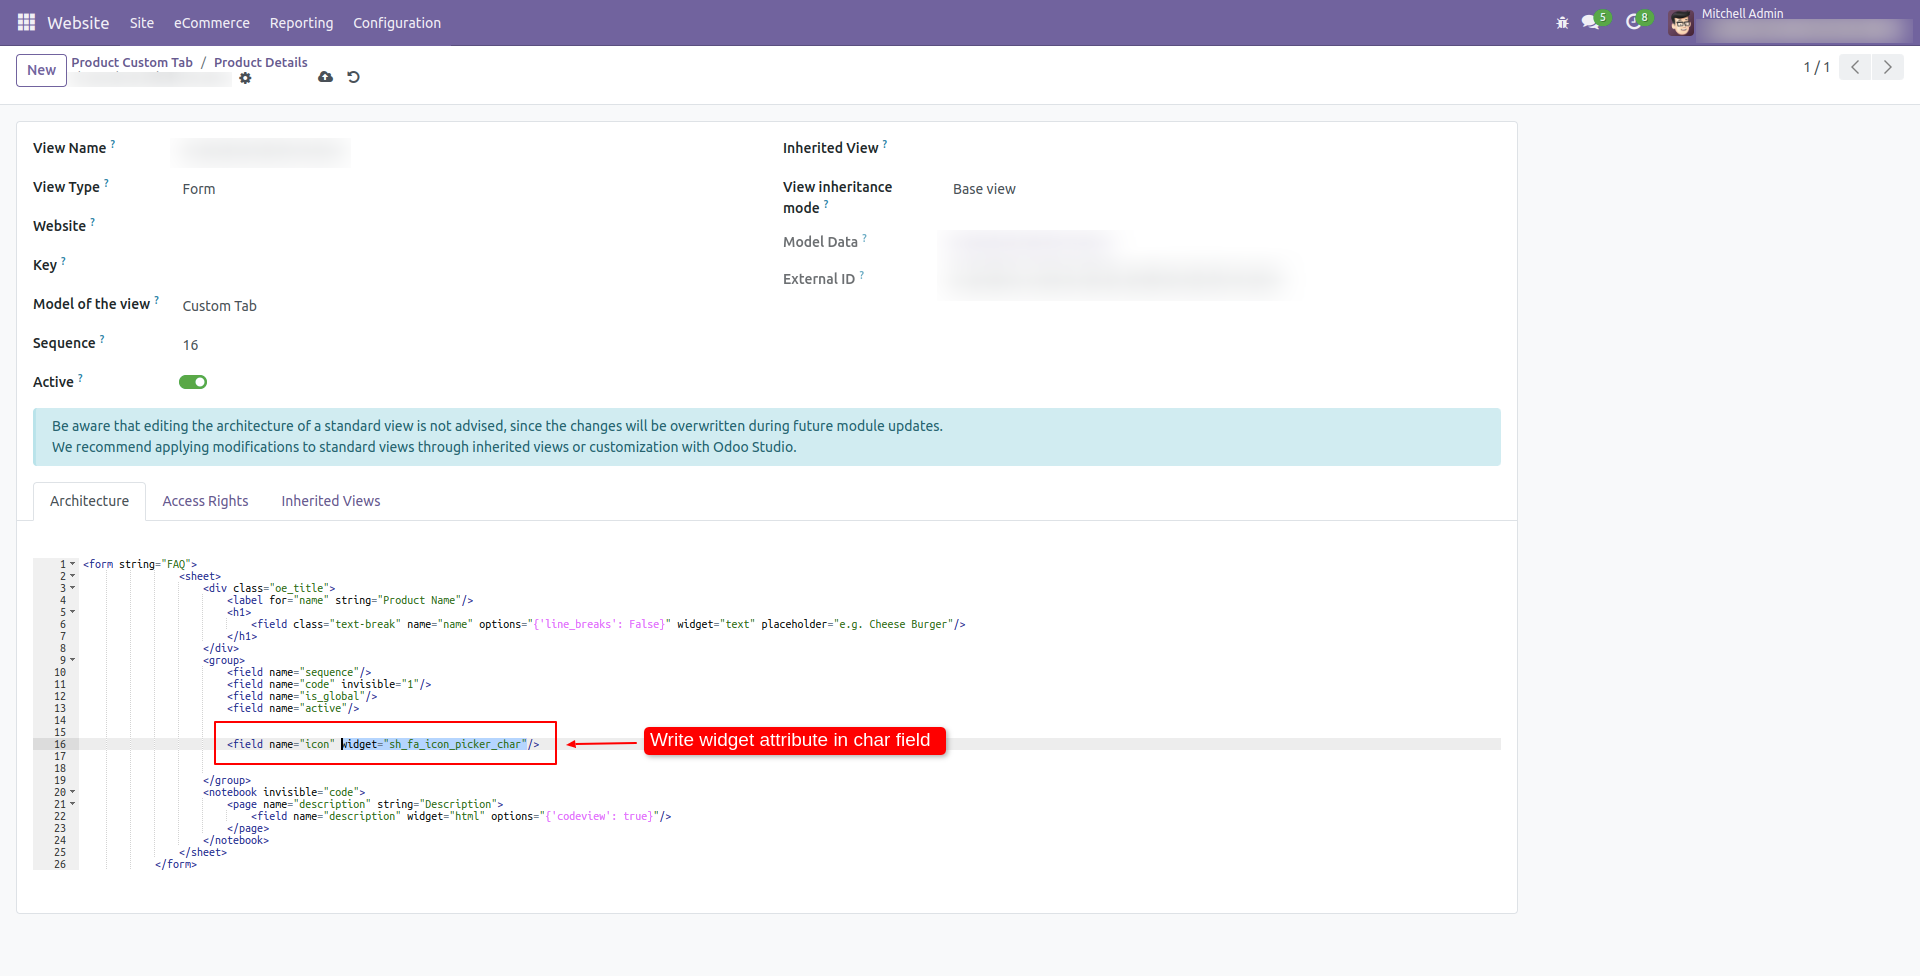 Website Site eCommerce Reporting Configuration 5 8 Mitchell Admin
New Product Custom Tab / Product Details 1 / 1
View Name ? Inherited View ?
View Type ? Form View inheritance mode ? Base view
Website ?
Model Data ?
Key ?
External ID ?
Model of the view ? Custom Tab
Sequence ? 16
Active ?
Be aware that editing the architecture of a standard view is not advised, since the changes will be overwritten during future module updates.
We recommend applying modifications to standard views through inherited views or customization with Odoo Studio.
Architecture Access Rights Inherited Views
1 <form string="FAQ">
2 <sheet>
3 <div class="oe_title">
4 <label for="name" string="Product Name"/>
5 <h1>
6 <field class="text-break" name="name" options="{'line_breaks': False}" widget="text" placeholder="e.g. Cheese Burger"/>
7 </h1>
8 </div>
9 <group>
10 <field name="sequence"/>
11 <field name="code" invisible="1"/>
12 <field name="is_global"/>
13 <field name="active"/>
14
15
16 <field name="icon" widget="sh_fa_icon_picker_char"/> Write widget attribute in char field
17
18
19 </group>
20 <notebook invisible="code">
21 <page name="description" string="Description">
22 <field name="description" widget="html" options="{'codeview': true}"/>
23 </page>
24 </notebook>
25 </sheet>
26 </form>